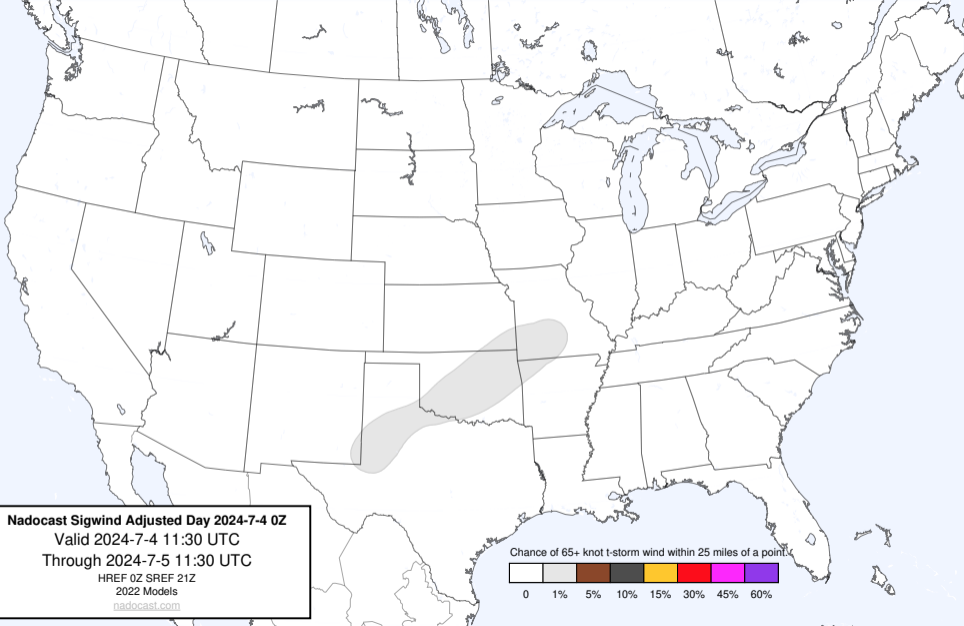 Nadocast Sigwind Adjusted Day 2024-7-4 0Z
Valid 2024-7-4 11:30 UTC
Through 2024-7-5 11:30 UTC
HREF 0Z SREF 21Z
2022 Models
nadocast.com
Chance of 65+ knot t-storm wind within 25 miles of a point.
0 1% 5% 10% 15% 30% 45% 60%